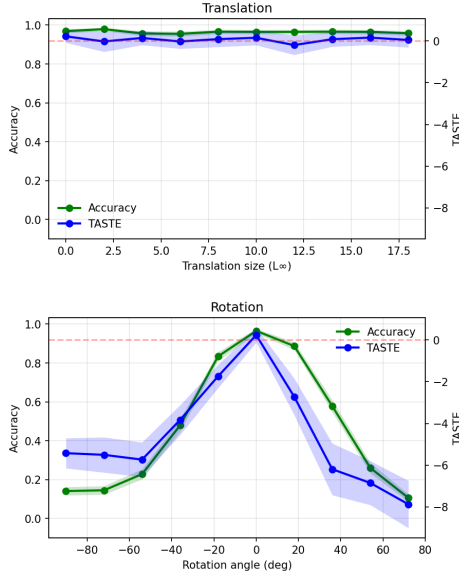 Translation
1.0
0.8
0.6
0.4
0.2
0.0
Accuracy
0
−2
−4
−6
−8
TASTE
Accuracy
TASTE
0.0 2.5 5.0 7.5 10.0 12.5 15.0 17.5
Translation size (L∞)
Rotation
1.0
0.8
0.6
0.4
0.2
0.0
Accuracy
0
−2
−4
−6
−8
TASTE
Accuracy
TASTE
−80 −60 −40 −20 0 20 40 60 80
Rotation angle (deg)